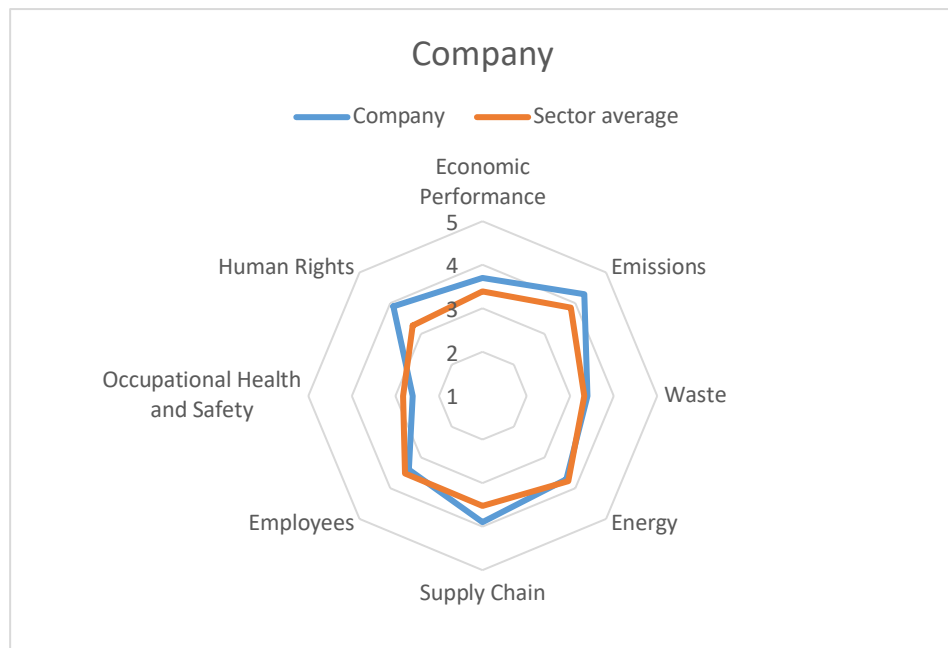 Company
Company
Sector average
Economic
Performance
5
Human Rights
4
Emissions
3
2
Occupational Health
and Safety
1
Waste
Employees
Energy
Supply Chain